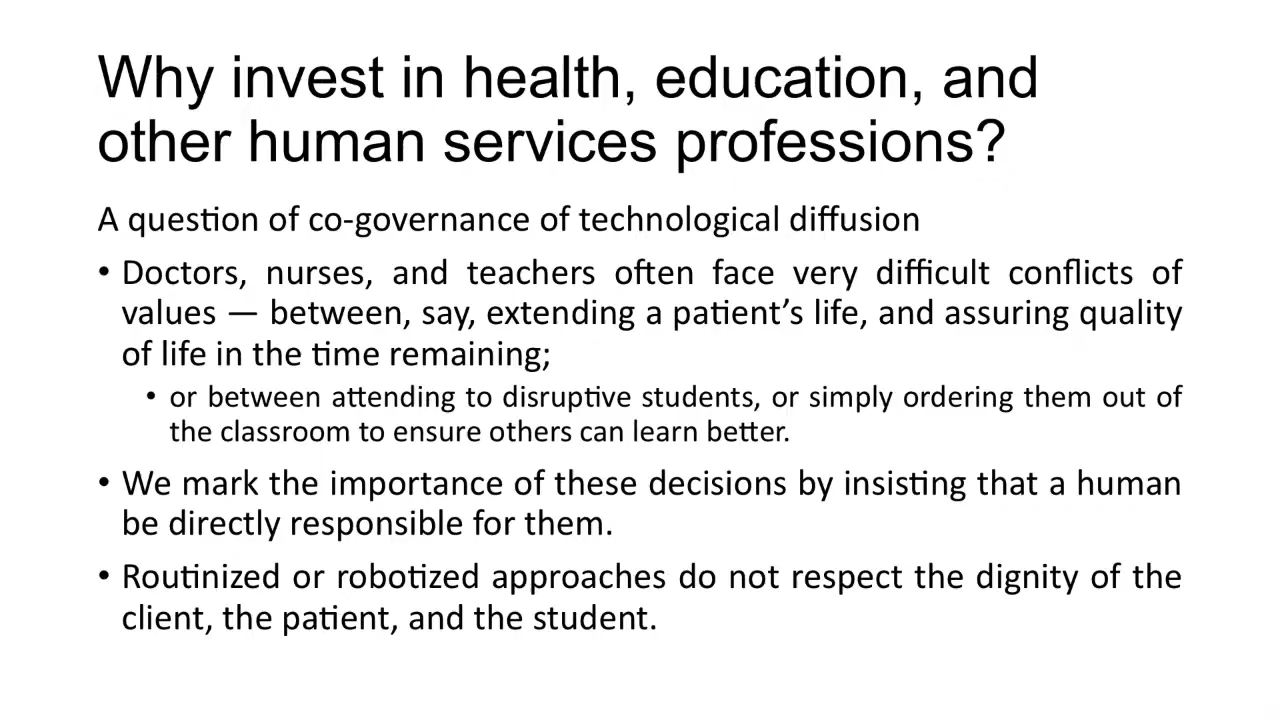 Why invest in health, education, and
other human services professions?
A question of co-governance of technological diffusion
• Doctors, nurses, and teachers often face very difficult conflicts of
values — between, say, extending a patient’s life, and assuring quality
of life in the time remaining;
• or between attending to disruptive students, or simply ordering them out of
the classroom to ensure others can learn better.
• We mark the importance of these decisions by insisting that a human
be directly responsible for them.
• Routinized or robotized approaches do not respect the dignity of the
client, the patient, and the student.